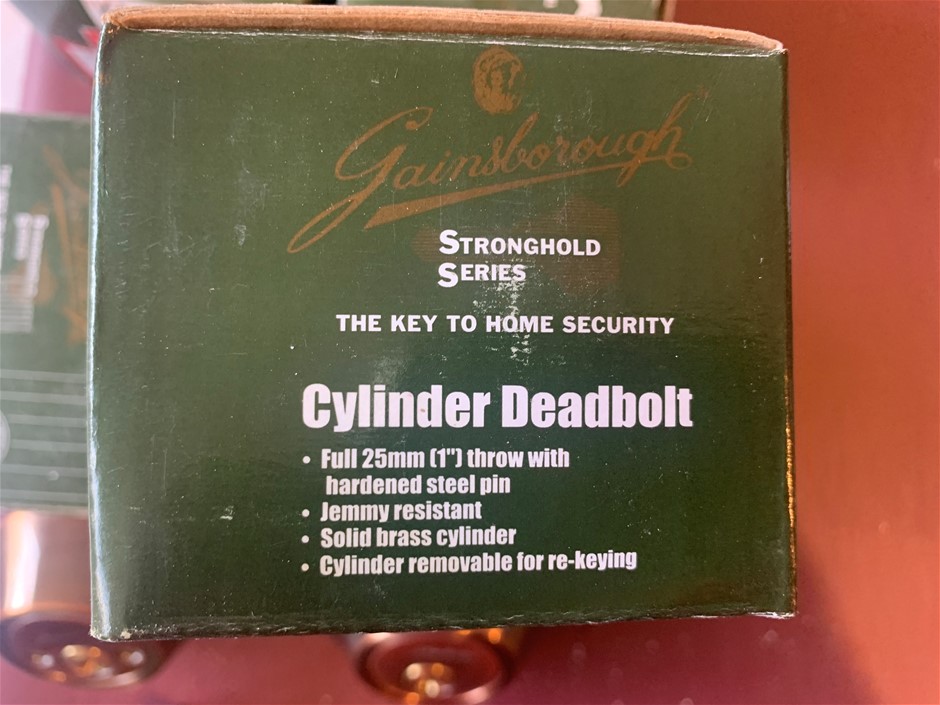 Gainsborough
STRONGHOLD
SERIES
THE KEY TO HOME SECURITY
Cylinder Deadbolt
• Full 25mm (1") throw with
hardened steel pin
• Jemmy resistant
• Solid brass cylinder
• Cylinder removable for re-keying